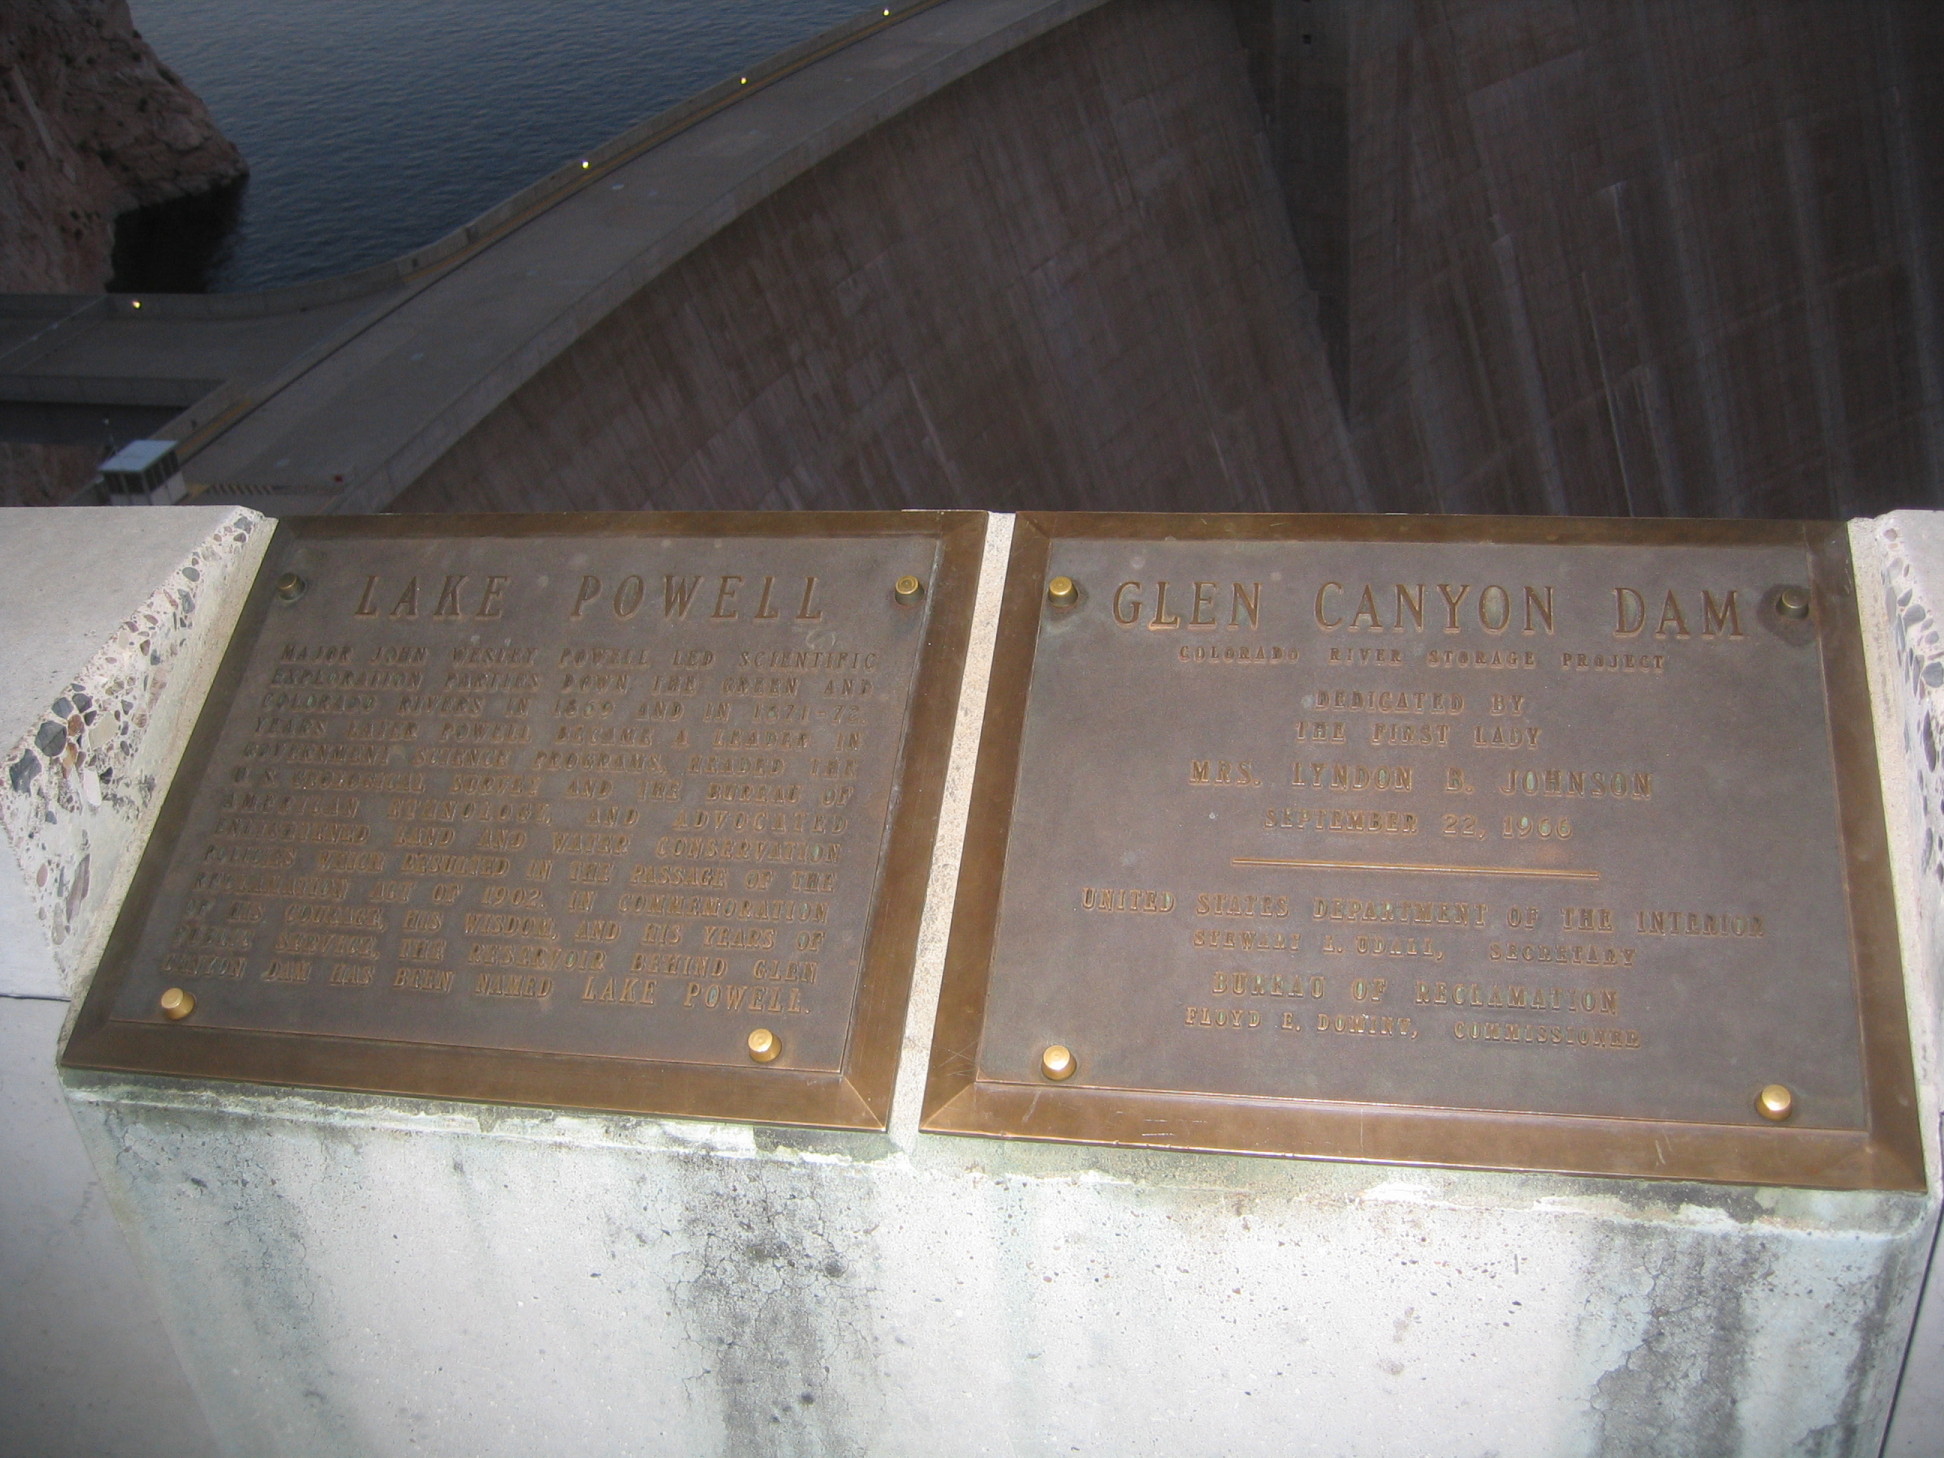 LAKE POWELL
MAJOR JOHN WESLEY POWELL LED SCIENTIFIC
EXPLORATION PARTIES DOWN THE GREEN AND
COLORADO RIVERS IN 1869 AND IN 1871-72.
YEARS LATER POWELL BECAME A LEADER IN
GOVERNMENT SCIENCE PROGRAMS, HEADED THE
U.S. GEOLOGICAL SURVEY AND THE BUREAU OF
AMERICAN ETHNOLOGY, AND ADVOCATED
ENLIGHTENED LAND AND WATER CONSERVATION
POLICIES WHICH RESULTED IN THE PASSAGE OF THE
RECLAMATION ACT OF 1902. IN COMMEMORATION
OF HIS COURAGE, HIS WISDOM, AND HIS YEARS OF
PUBLIC SERVICE, THE RESERVOIR BEHIND GLEN
CANYON DAM HAS BEEN NAMED LAKE POWELL.
GLEN CANYON DAM
COLORADO RIVER STORAGE PROJECT
DEDICATED BY
THE FIRST LADY
MRS. LYNDON B. JOHNSON
SEPTEMBER 22, 1966
UNITED STATES DEPARTMENT OF THE INTERIOR
STEWART L. UDALL, SECRETARY
BUREAU OF RECLAMATION
FLOYD E. DOMINY, COMMISSIONER